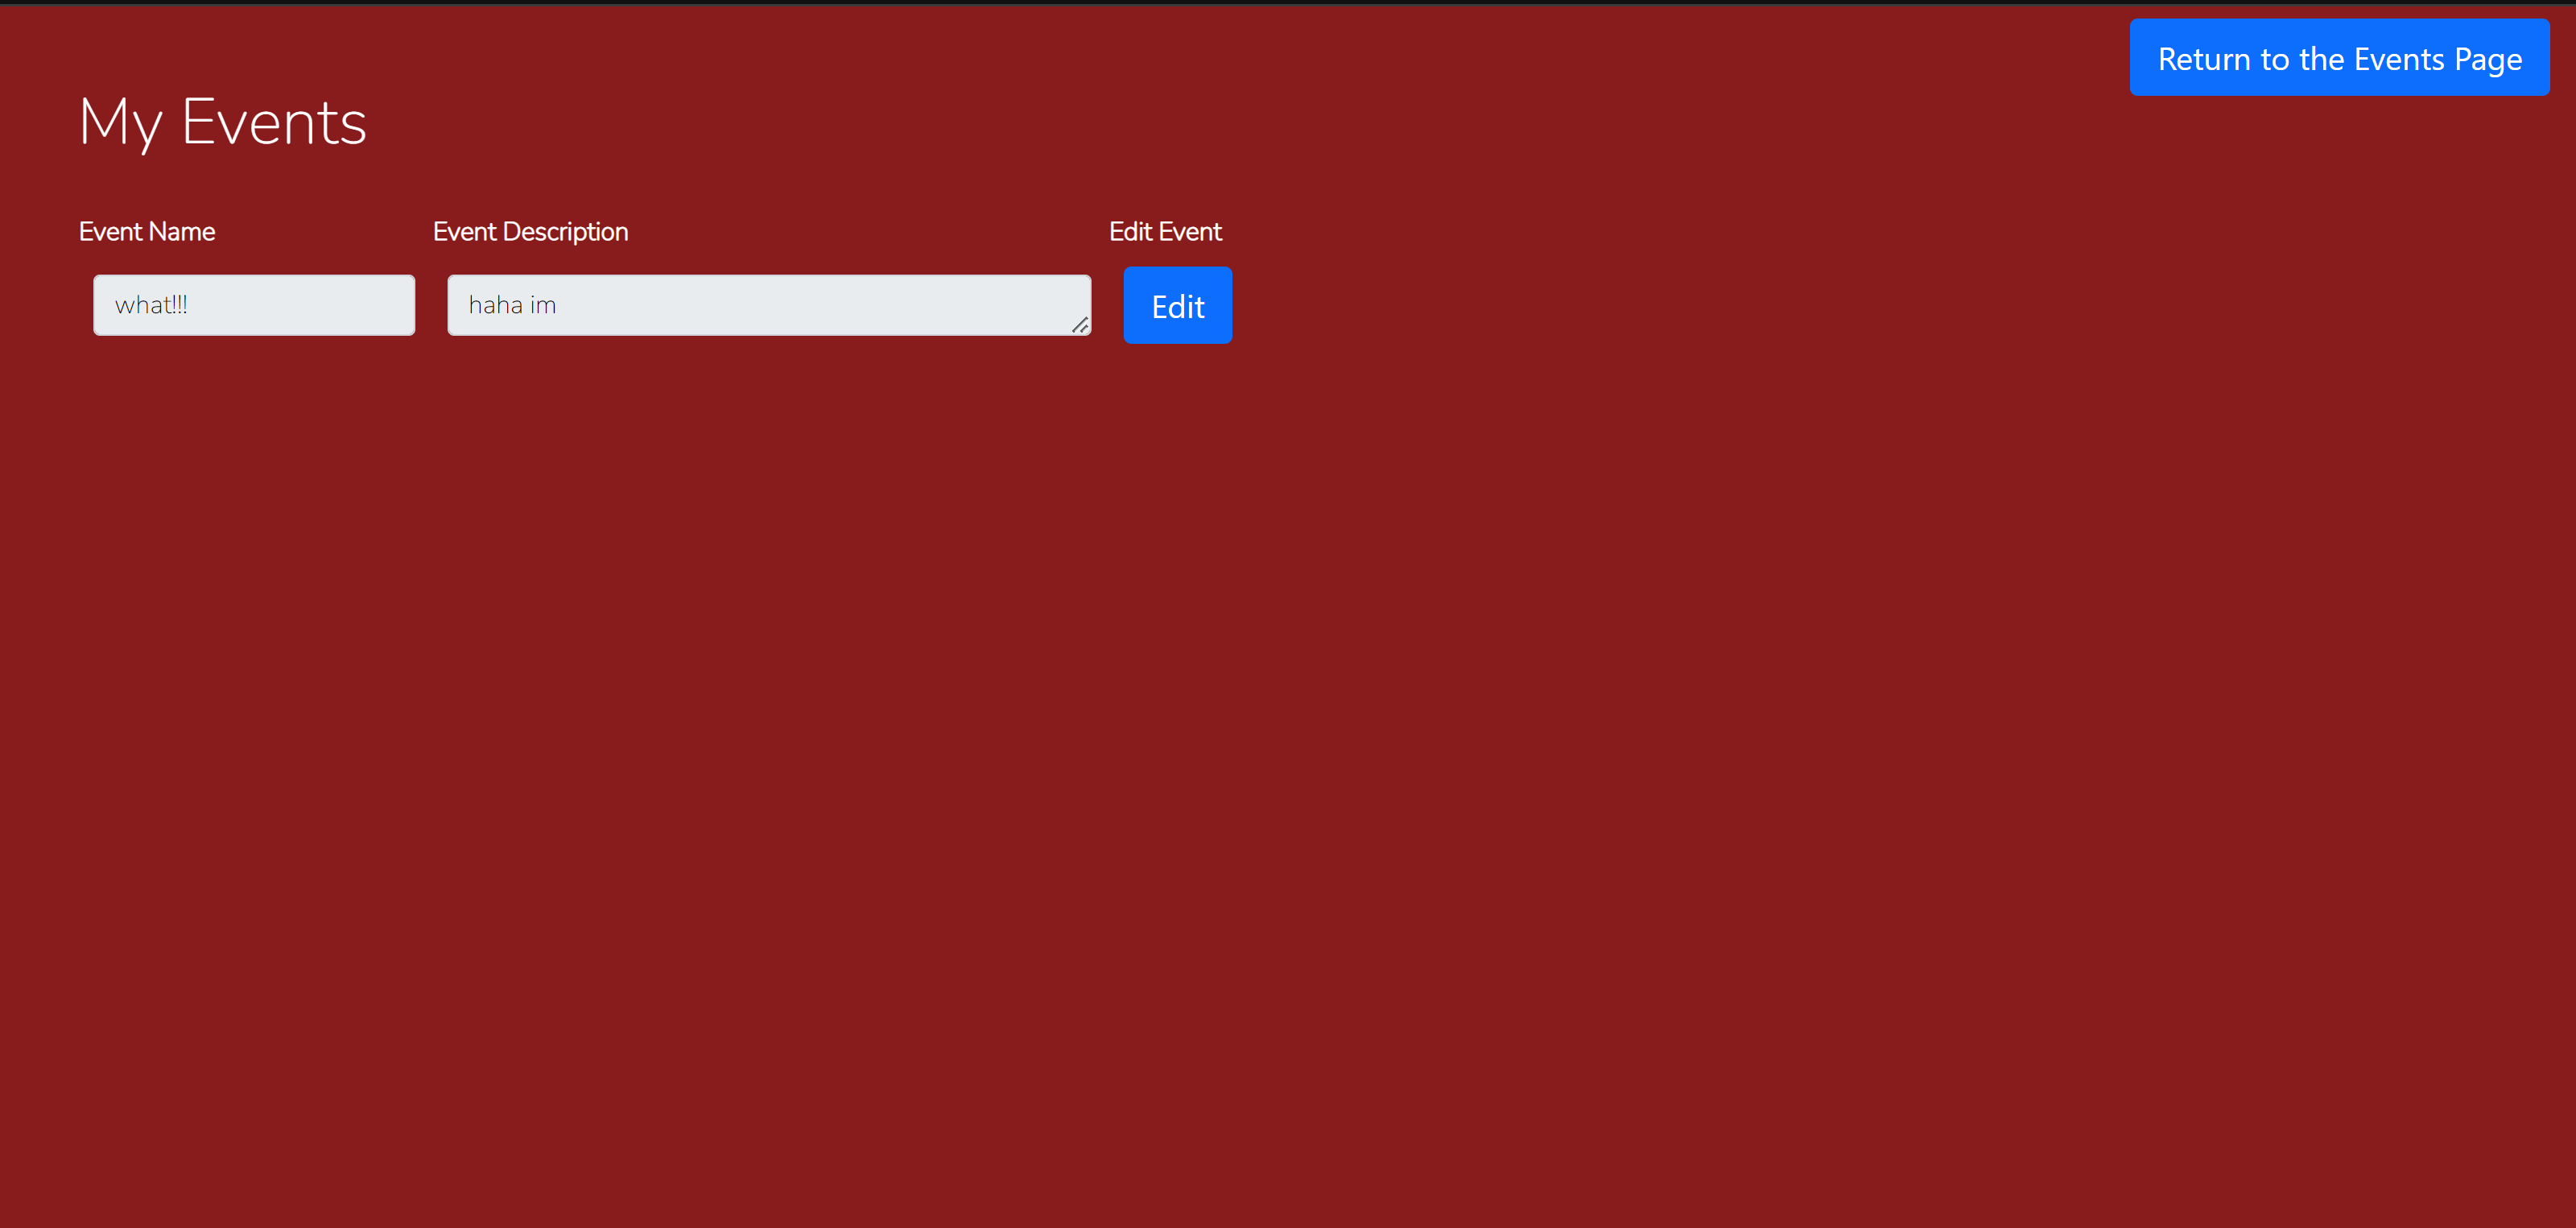 Return to the Events Page
My Events
Event Name Event Description Edit Event
what!!! haha im Edit